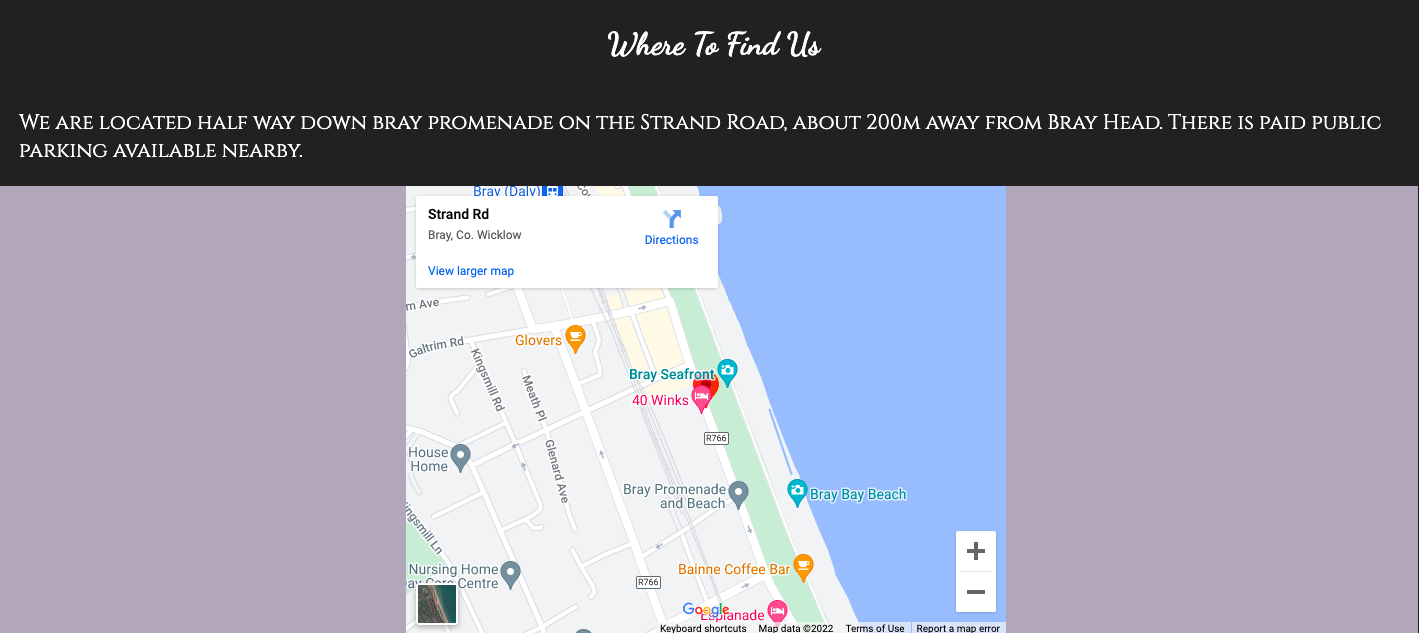 Where To Find Us
We are located half way down bray promenade on the Strand Road, about 200m away from Bray Head. There is paid public
parking available nearby.
Bray (Daly)
Strand Rd
Bray, Co. Wicklow
Directions
View larger map
m Ave
Glovers
Galtrim Rd
Kingsmill Rd
Meath Pl
Bray Seafront
40 Winks
R766
Glenard Ave
House
Home
Bray Promenade
and Beach
Bray Bay Beach
ingsmill Ln
Nursing Home
ay Care Centre
Bainne Coffee Bar
R766
Google
Esplanade
Keyboard shortcuts
Map data ©2022
Terms of Use
Report a map error